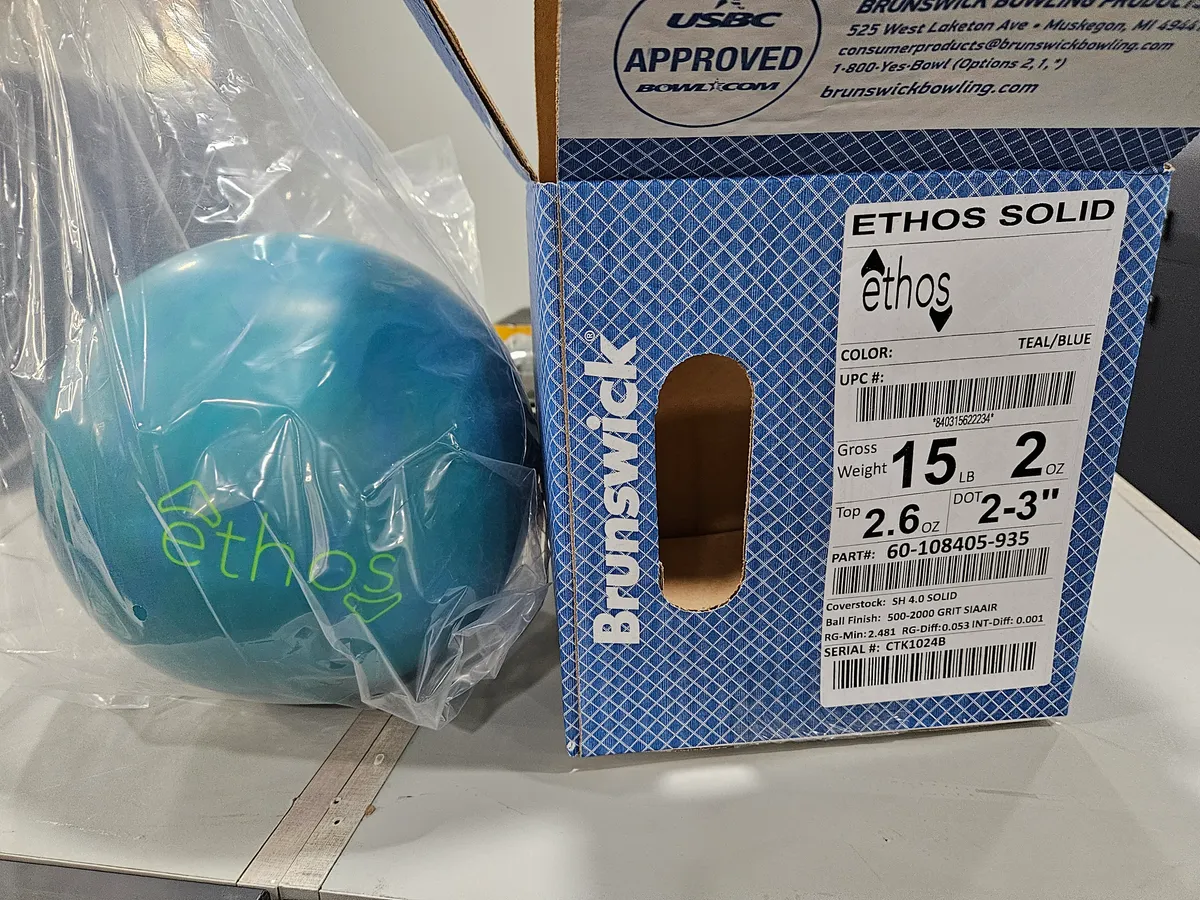 USBC
APPROVED
BOWL.COM
BRUNSWICK BOWLING PRODUCTS
525 West Laketon Ave • Muskegon, MI 49441
consumerproducts@brunswickbowling.com
1-800-Yes-Bowl (Options 2,1,*)
brunswickbowling.com
êthos
Brunswick®
ETHOS SOLID
êthos
COLOR: TEAL/BLUE
UPC #:
*840315622234*
Gross Weight 15 LB 2 OZ
Top 2.6 OZ DOT 2-3"
PART#: 60-108405-935
Coverstock: SH 4.0 SOLID
Ball Finish: 500-2000 GRIT SIAAIR
RG-Min: 2.481 RG-Diff:0.053 INT-Diff: 0.001
SERIAL #: CTK1024B